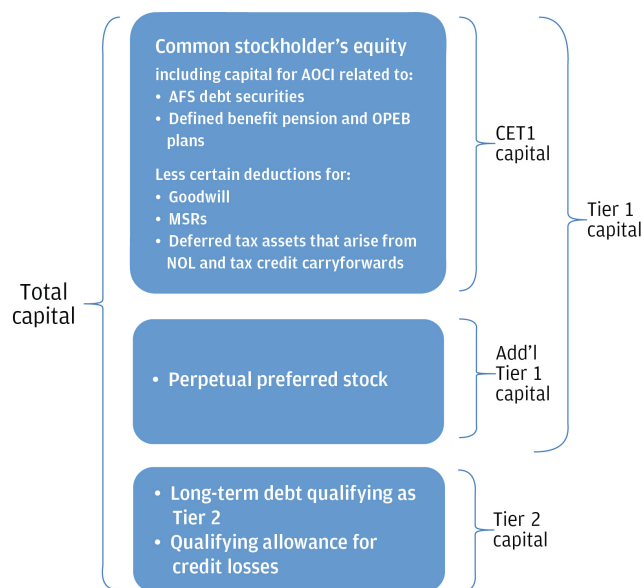 Common stockholder's equity
including capital for AOCI related to:
• AFS debt securities
• Defined benefit pension and OPEB
plans
Less certain deductions for:
• Goodwill
• MSRs
• Deferred tax assets that arise from
NOL and tax credit carryforwards
CET1
capital
Tier 1
capital
Total
capital
• Perpetual preferred stock
Add'l
Tier 1
capital
• Long-term debt qualifying as
Tier 2
• Qualifying allowance for
credit losses
Tier 2
capital